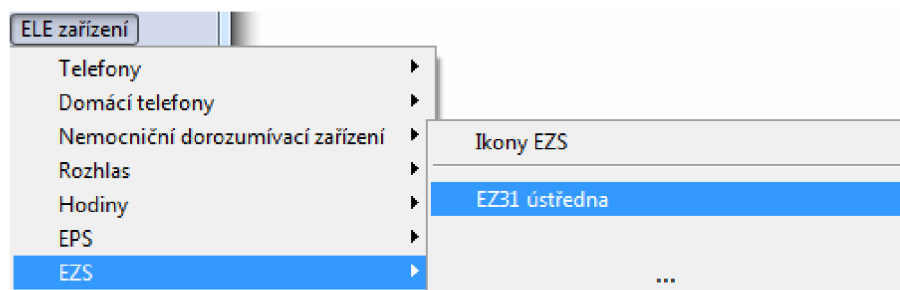 ELE zařízení
Telefony
Domácí telefony
Nemocniční dorozumívací zařízení
Rozhlas
Hodiny
EPS
EZS
Ikony EZS
EZ31 ústředna
...